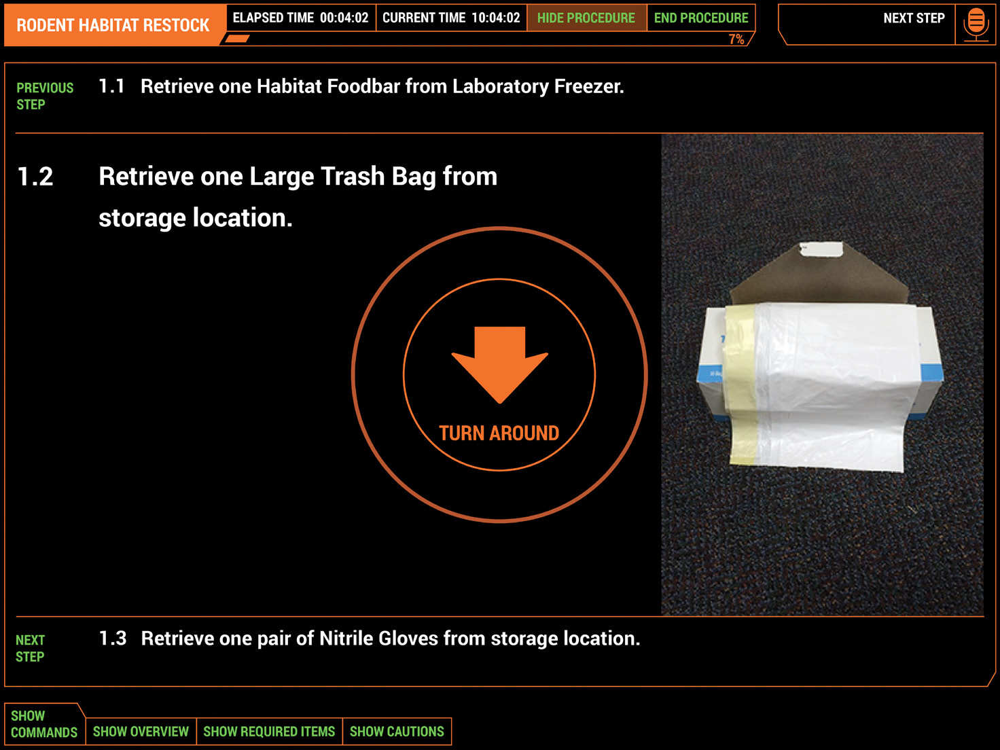 RODENT HABITAT RESTOCK
ELAPSED TIME 00:04:02
CURRENT TIME 10:04:02
HIDE PROCEDURE
END PROCEDURE
7%
NEXT STEP
PREVIOUS
STEP
1.1 Retrieve one Habitat Foodbar from Laboratory Freezer.
1.2 Retrieve one Large Trash Bag from
storage location.
TURN AROUND
NEXT
STEP
1.3 Retrieve one pair of Nitrile Gloves from storage location.
SHOW
COMMANDS
SHOW OVERVIEW
SHOW REQUIRED ITEMS
SHOW CAUTIONS